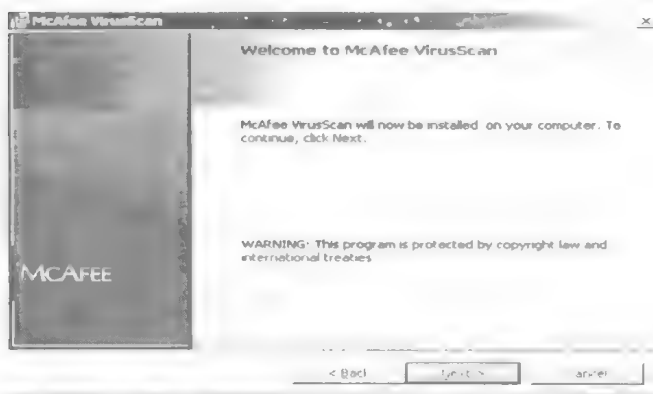 McAfee VirusScan
Welcome to McAfee VirusScan
McAfee VirusScan will now be installed on your computer. To
continue, click Next.
WARNING: This program is protected by copyright law and
international treaties
MCAFEE
< Back
Next >